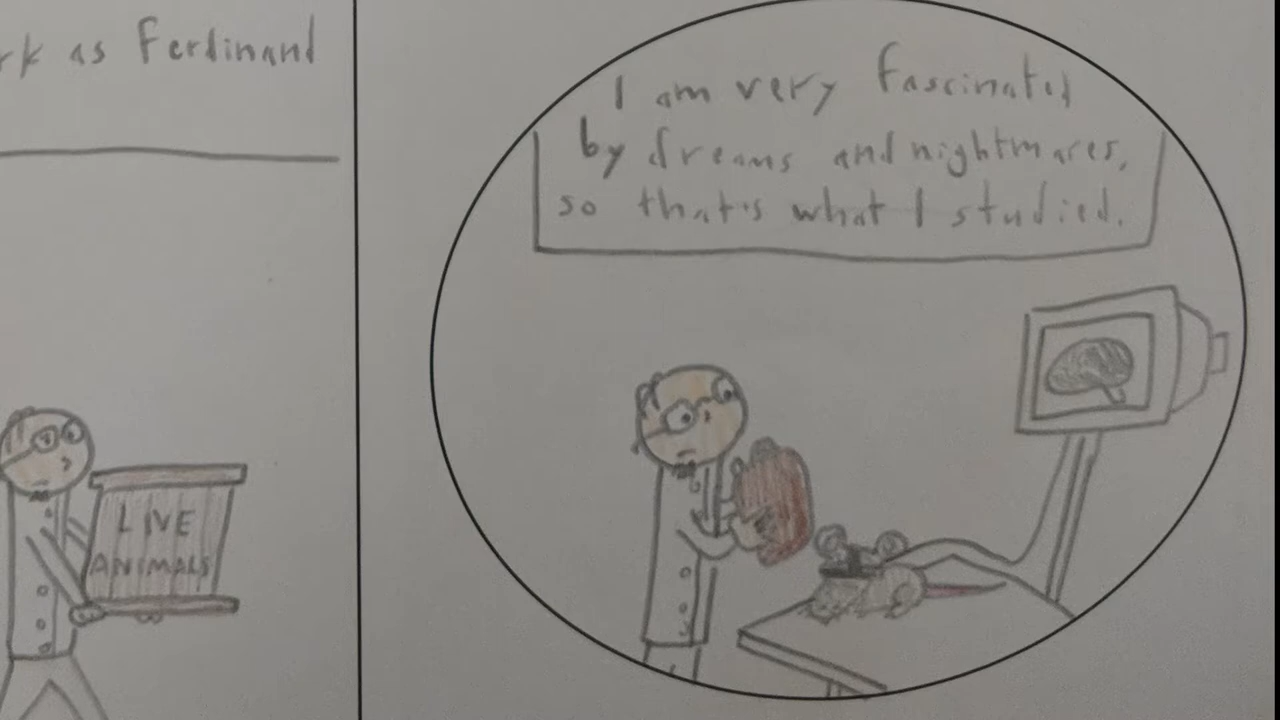 as Ferdinand
LIVE
ANIMALS
I am very fascinated
by dreams and nightmares,
so that's what I studied.